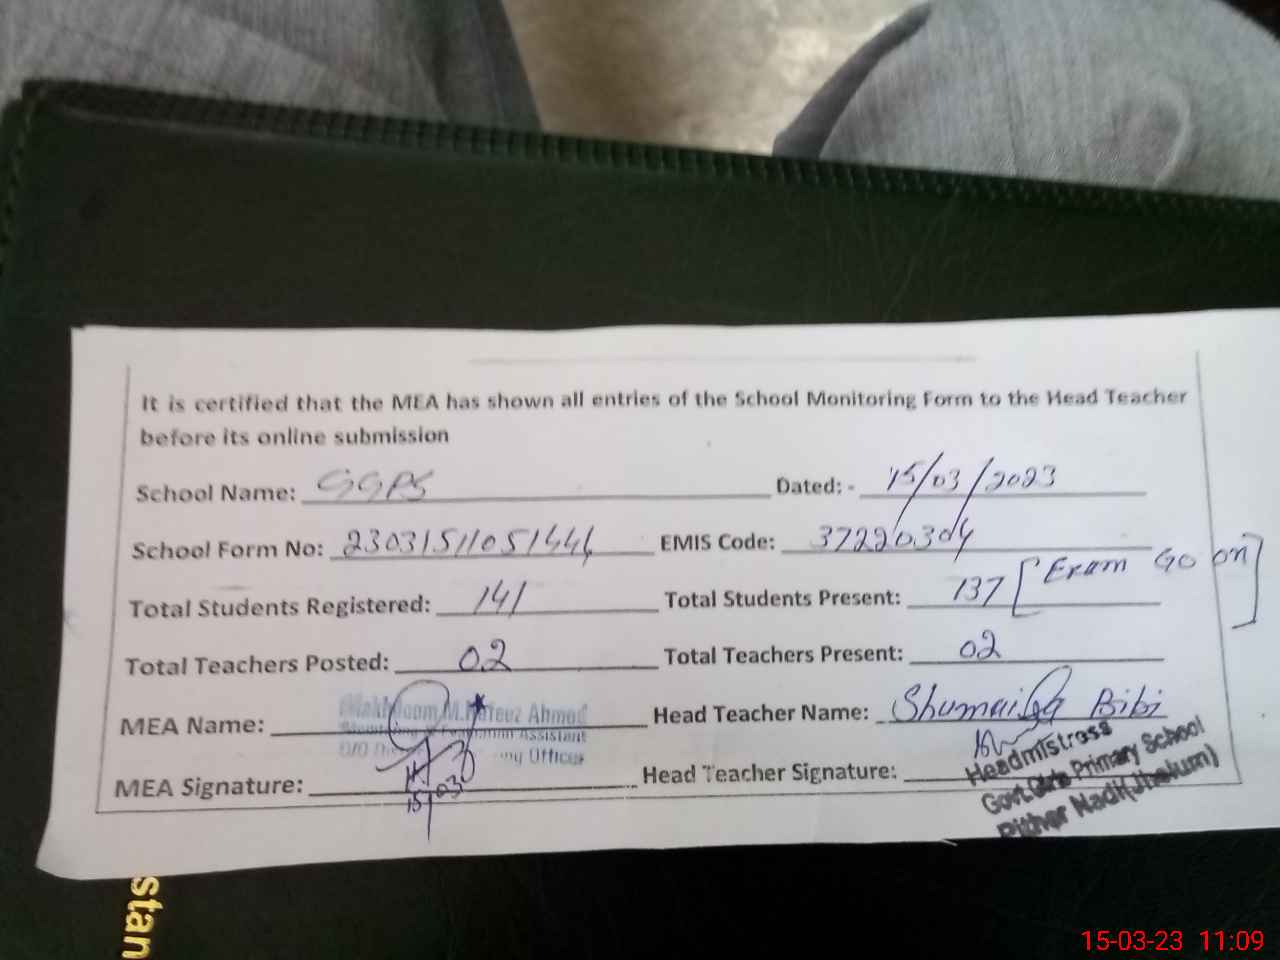 It is certified that the MEA has shown all entries of the School Monitoring Form to the Head Teacher
before its online submission
School Name: GGPS Dated: - 15/03/2023
School Form No: EMIS Code: 37220304
Total Students Registered: 141 Total Students Present: 137 [Exam Go on]
Total Teachers Posted: 02 Total Teachers Present: 02
MEA Name: Head Teacher Name: Shumaila Bibi
Ahmed
Assistant
MEA Signature: 15/03 Head Teacher Signature:
Headmistress
Govt. Girls Primary School
(Jhelum)
stan
15-03-23 11:09